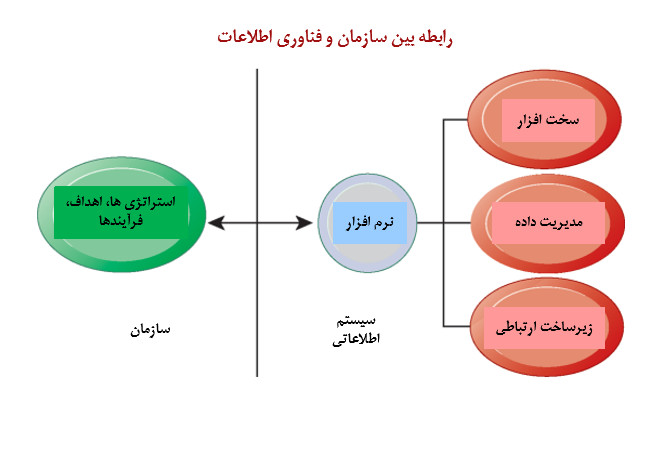 رابطه بین سازمان و فناوری اطلاعات
سخت افزار
استراتژی ها، اهداف،
فرآیندها
نرم افزار
مدیریت داده
سازمان
سیستم
اطلاعاتی
زیرساخت ارتباطی